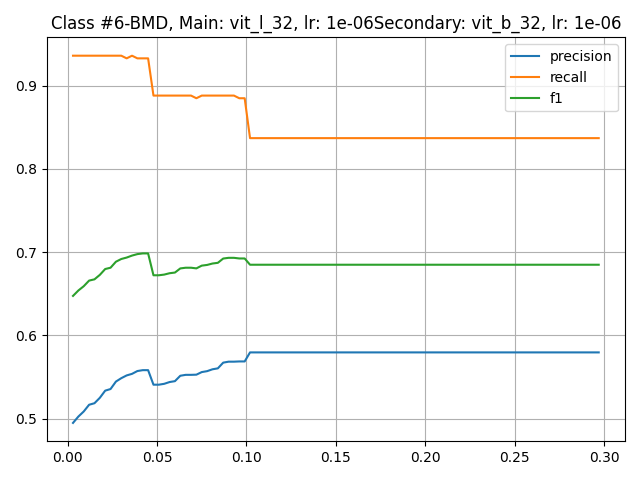 Class #6-BMD, Main: vit_l_32, lr: 1e-06Secondary: vit_b_32, lr: 1e-06
precision
recall
f1
0.9
0.8
0.7
0.6
0.5
0.00 0.05 0.10 0.15 0.20 0.25 0.30